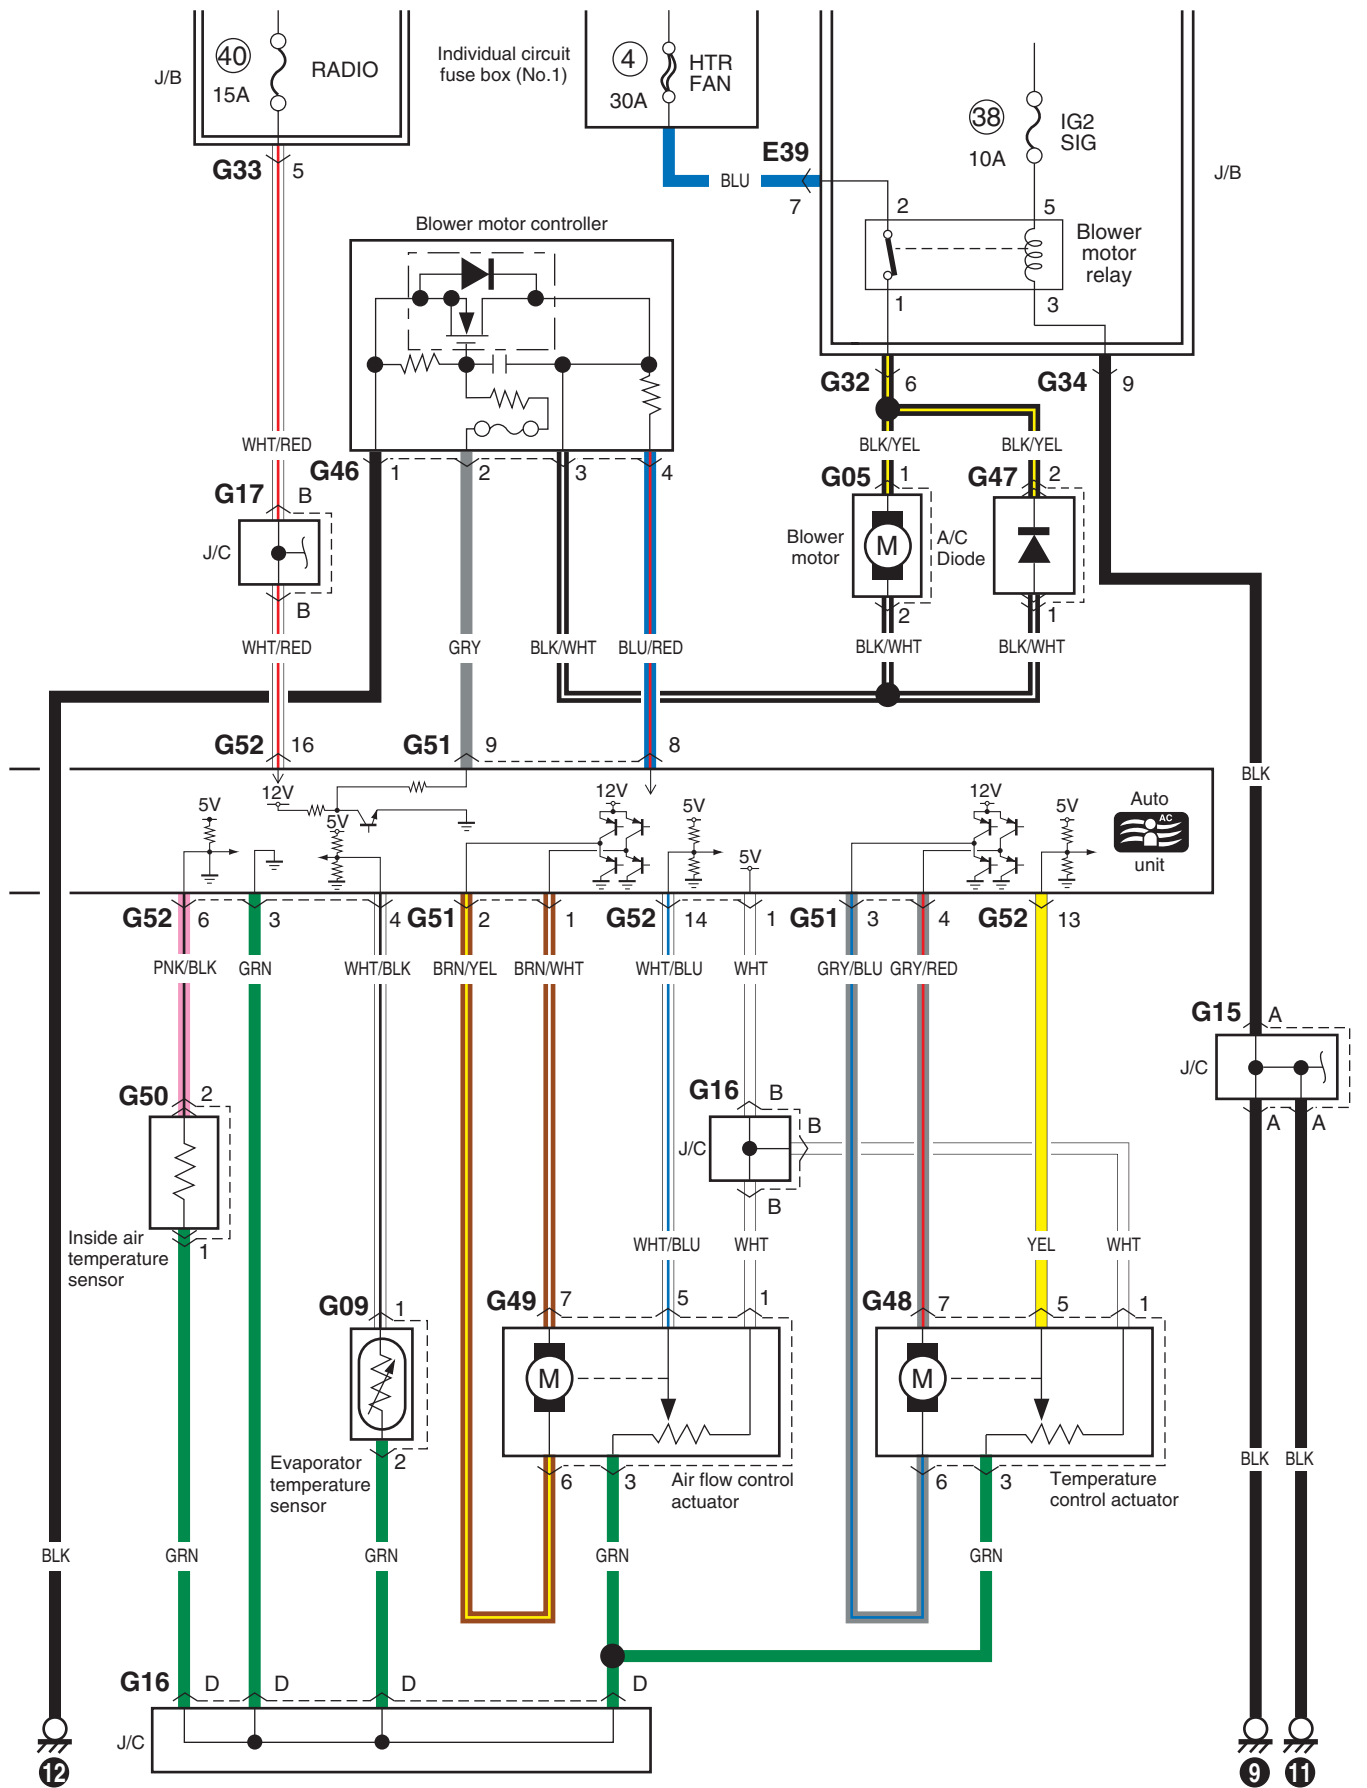 40
15A
RADIO
J/B
Individual circuit
fuse box (No.1)
4
30A
HTR
FAN
38
10A
IG2
SIG
J/B
E39
7
BLU
G33
5
Blower motor controller
2
5
Blower
motor
relay
1
3
G32
6
G34
9
WHT/RED
BLK/YEL
BLK/YEL
G46
1
2
3
4
G05
1
G47
2
G17
B
J/C
B
Blower
motor
M
A/C
Diode
2
1
WHT/RED
GRY
BLK/WHT
BLU/RED
BLK/WHT
BLK/WHT
G52
16
G51
9
8
BLK
12V
5V
5V
12V
5V
5V
12V
5V
Auto
AC
unit
G52
6
3
4
G51
2
1
G52
14
1
G51
3
4
G52
13
PNK/BLK
GRN
WHT/BLK
BRN/YEL
BRN/WHT
WHT/BLU
WHT
GRY/BLU
GRY/RED
G15
A
J/C
A
A
G50
2
1
Inside air
temperature
sensor
G16
B
J/C
B
B
WHT/BLU
WHT
YEL
WHT
G09
1
2
Evaporator
temperature
sensor
G49
7
5
1
M
6
3
Air flow control
actuator
G48
7
5
1
M
6
3
Temperature
control actuator
BLK
BLK
BLK
GRN
GRN
GRN
GRN
G16
D
D
D
D
J/C
12
9
11